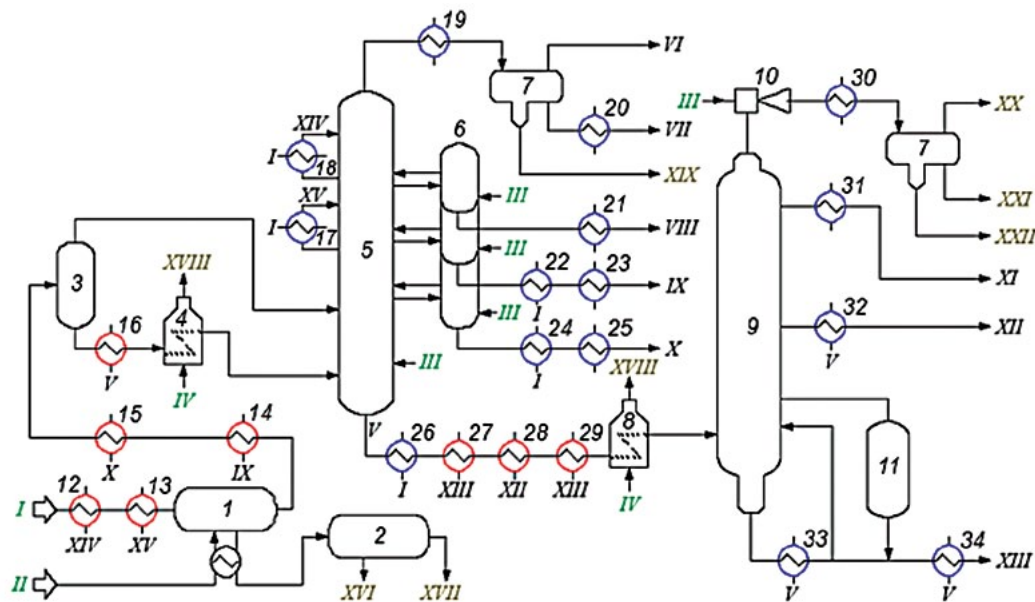 19
VI
7
20
VII
XIX
10
III
30
XX
7
XXI
XXII
XIV
I
18
XV
I
17
6
III
21
VIII
III
22
23
IX
I
III
24
25
X
I
5
III
31
XI
32
XII
V
9
3
XVIII
16
4
V
IV
15
14
X
IX
V
26
27
28
29
I
XIII
XII
XIII
XVIII
8
IV
11
I
12
13
XIV
XV
1
II
2
XVI
XVII
33
V
34
V
XIII